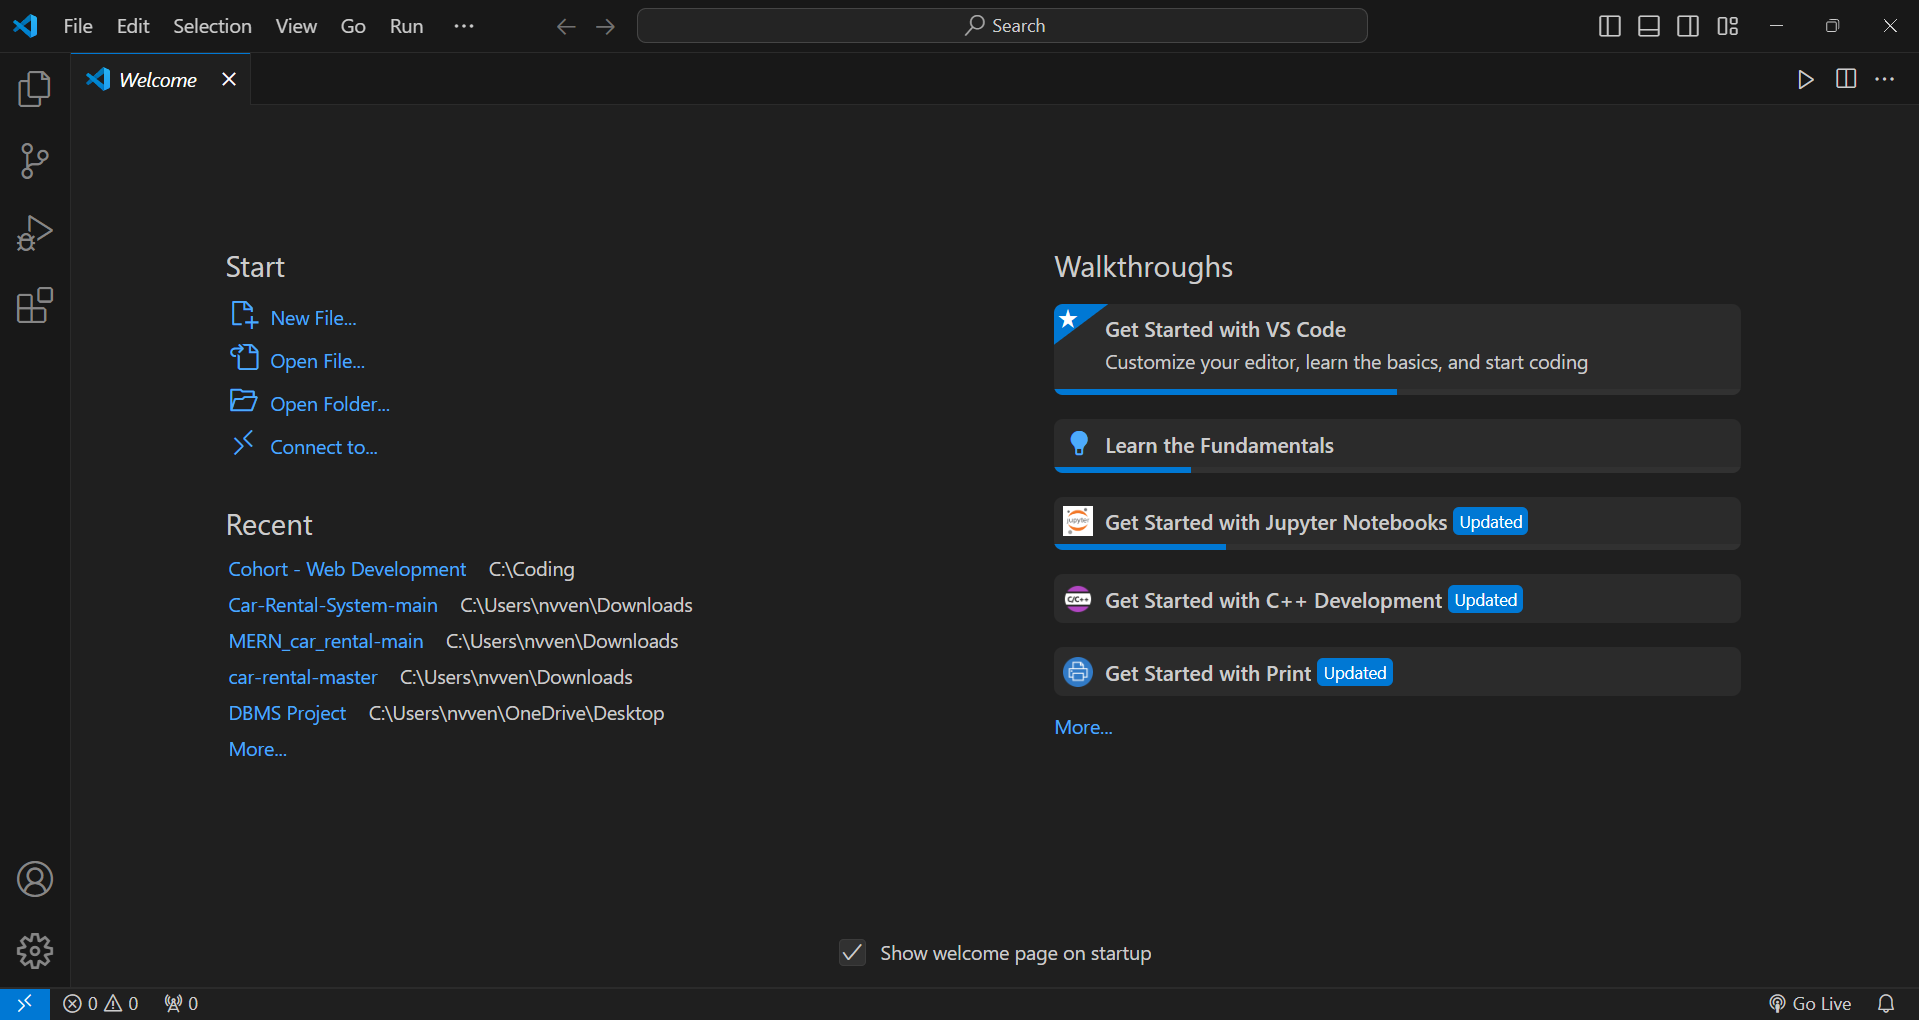 File Edit Selection View Go Run ···
Search
Welcome
Start
New File...
Open File...
Open Folder...
Connect to...
Recent
Cohort - Web Development C:\Coding
Car-Rental-System-main C:\Users\nvven\Downloads
MERN_car_rental-main C:\Users\nvven\Downloads
car-rental-master C:\Users\nvven\Downloads
DBMS Project C:\Users\nvven\OneDrive\Desktop
More...
Walkthroughs
Get Started with VS Code
Customize your editor, learn the basics, and start coding
Learn the Fundamentals
jupyter Get Started with Jupyter Notebooks Updated
C/C++ Get Started with C++ Development Updated
Get Started with Print Updated
More...
Show welcome page on startup
0 0 0 Go Live